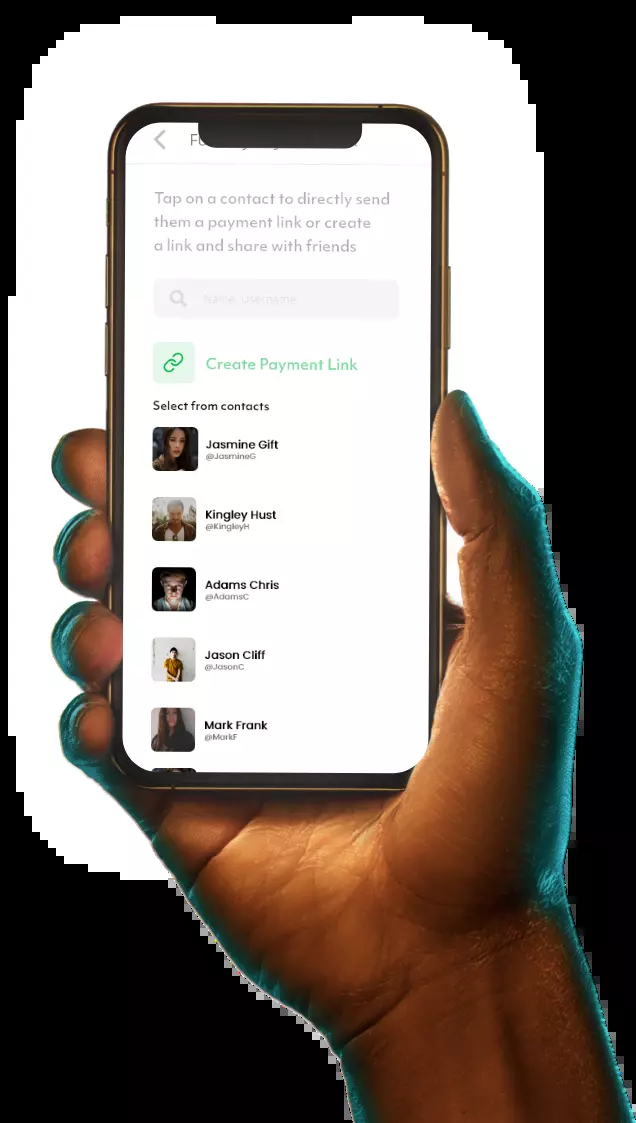 Tap on a contact to directly send
them a payment link or create
a link and share with friends
Name, Username
Create Payment Link
Select from contacts
Jasmine Gift
@JasmineG
Kingley Hust
@KingleyH
Adams Chris
@AdamsC
Jason Cliff
@JasonC
Mark Frank
@MarkF